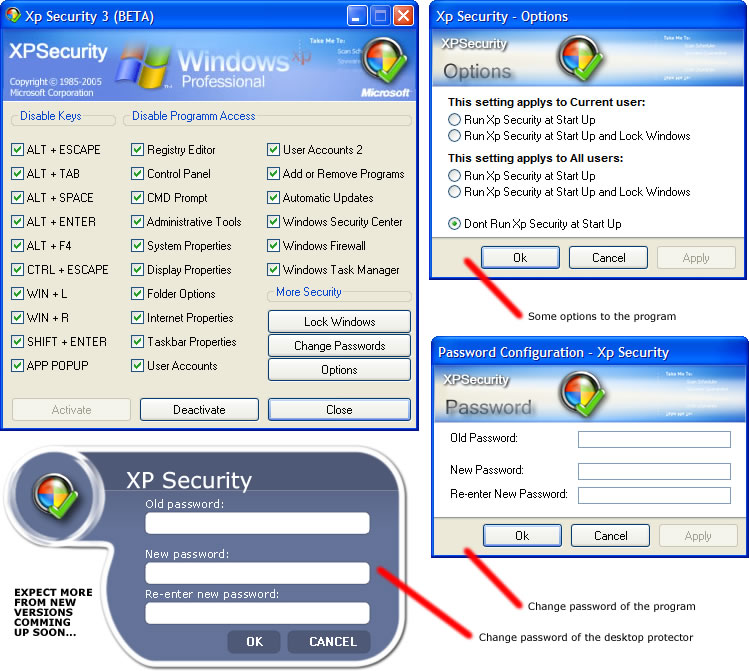 Xp Security 3 (BETA)
XPSecurity
Copyright © 1985-2005
Microsoft Corporation
Windows xp
Professional
Take Me To:
Microsoft
Disable Keys
ALT + ESCAPE
ALT + TAB
ALT + SPACE
ALT + ENTER
ALT + F4
CTRL + ESCAPE
WIN + L
WIN + R
SHIFT + ENTER
APP POPUP
Disable Programm Access
Registry Editor
Control Panel
CMD Prompt
Administrative Tools
System Properties
Display Properties
Folder Options
Internet Properties
Taskbar Properties
User Accounts
User Accounts 2
Add or Remove Programs
Automatic Updates
Windows Security Center
Windows Firewall
Windows Task Manager
More Security
Lock Windows
Change Passwords
Options
Activate
Deactivate
Close
Xp Security - Options
XPSecurity
Options
Take Me To:
This setting applys to Current user:
Run Xp Security at Start Up
Run Xp Security at Start Up and Lock Windows
This setting applys to All users:
Run Xp Security at Start Up
Run Xp Security at Start Up and Lock Windows
Dont Run Xp Security at Start Up
Ok
Cancel
Apply
Some options to the program
Password Configuration - Xp Security
XPSecurity
Password
Take Me To:
Old Password:
New Password:
Re-enter New Password:
Ok
Cancel
Apply
Change password of the program
XP Security
Old password:
New password:
Re-enter new password:
OK
CANCEL
Change password of the desktop protector
EXPECT MORE
FROM NEW
VERSIONS
COMMING
UP SOON...